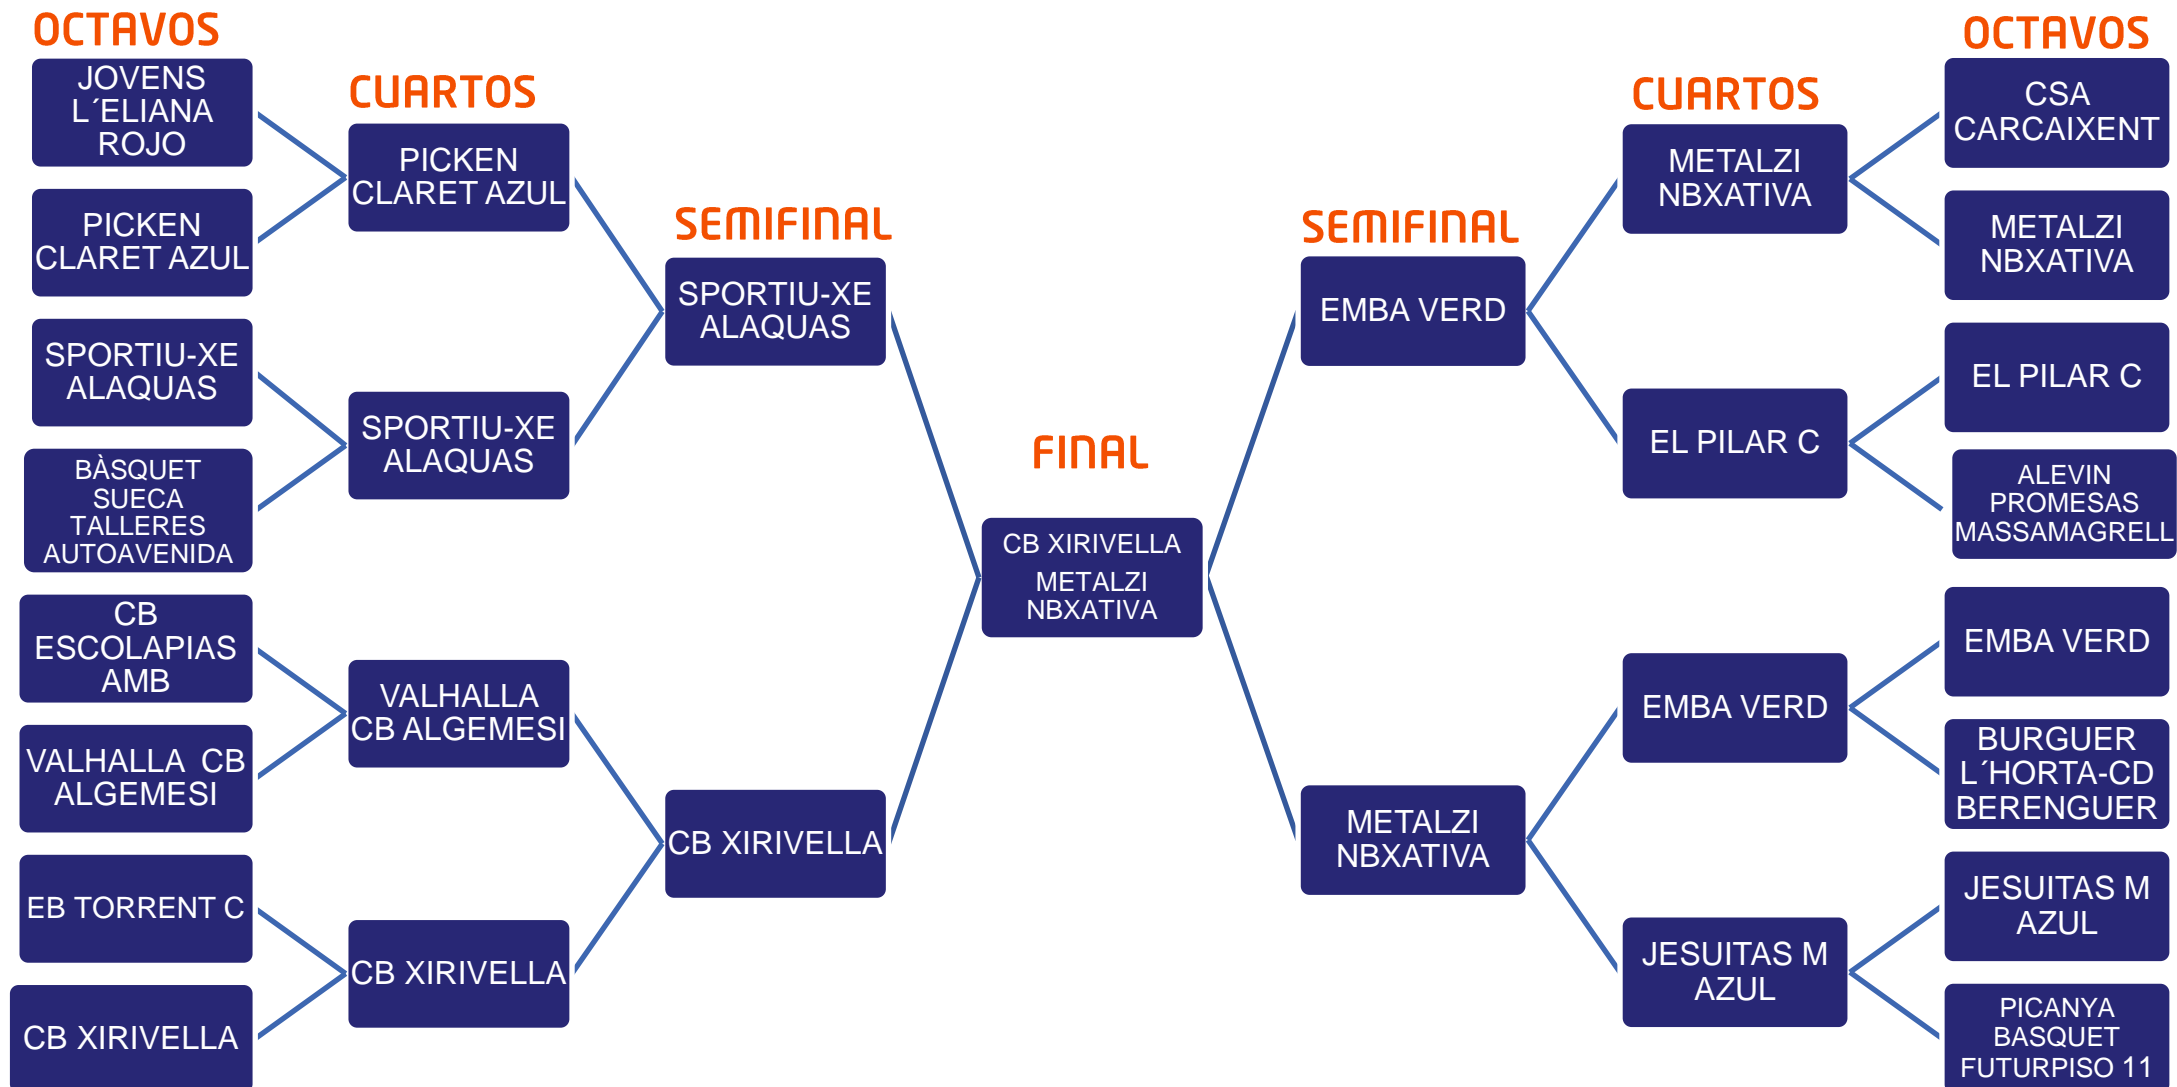 OCTAVOS
JOVENS
L´ELIANA
ROJO
PICKEN
CLARET AZUL
SPORTIU-XE
ALAQUAS
BÀSQUET
SUECA
TALLERES
AUTOAVENIDA
CB
ESCOLAPIAS
AMB
VALHALLA CB
ALGEMESI
EB TORRENT C
CB XIRIVELLA
CUARTOS
PICKEN
CLARET AZUL
SPORTIU-XE
ALAQUAS
VALHALLA
CB ALGEMESI
CB XIRIVELLA
SEMIFINAL
SPORTIU-XE
ALAQUAS
CB XIRIVELLA
FINAL
CB XIRIVELLA
METALZI
NBXATIVA
SEMIFINAL
EMBA VERD
METALZI
NBXATIVA
CUARTOS
METALZI
NBXATIVA
EL PILAR C
EMBA VERD
JESUITAS M
AZUL
OCTAVOS
CSA
CARCAIXENT
METALZI
NBXATIVA
EL PILAR C
ALEVIN
PROMESAS
MASSAMAGRELL
EMBA VERD
BURGUER
L´HORTA-CD
BERENGUER
JESUITAS M
AZUL
PICANYA
BASQUET
FUTURPISO 11